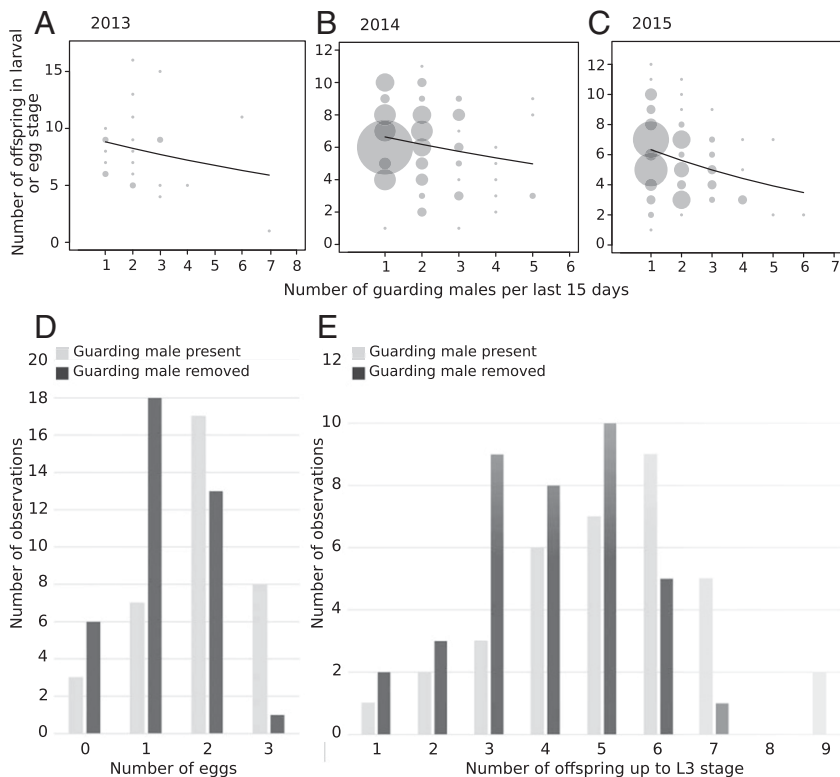 A 2013
B 2014
C 2015
Number of offspring in larval
or egg stage
15
10
5
0
1 2 3 4 5 6 7 8
12
10
8
6
4
2
0
1 2 3 4 5 6
12
10
8
6
4
2
0
1 2 3 4 5 6 7
Number of guarding males per last 15 days
D
Guarding male present
Guarding male removed
Number of observations
20
18
16
14
12
10
8
6
4
2
0
0 1 2 3
Number of eggs
E
Guarding male present
Guarding male removed
Number of observations
12
10
8
6
4
2
0
1 2 3 4 5 6 7 8 9
Number of offspring up to L3 stage